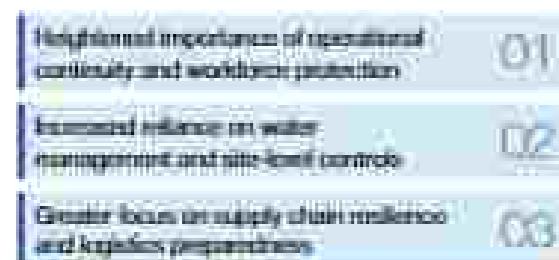 Heightened importance of operational
continuity and workforce protection
01
Increased reliance on water
management and site-level controls
02
Greater focus on supply chain resilience
and logistics preparedness
03